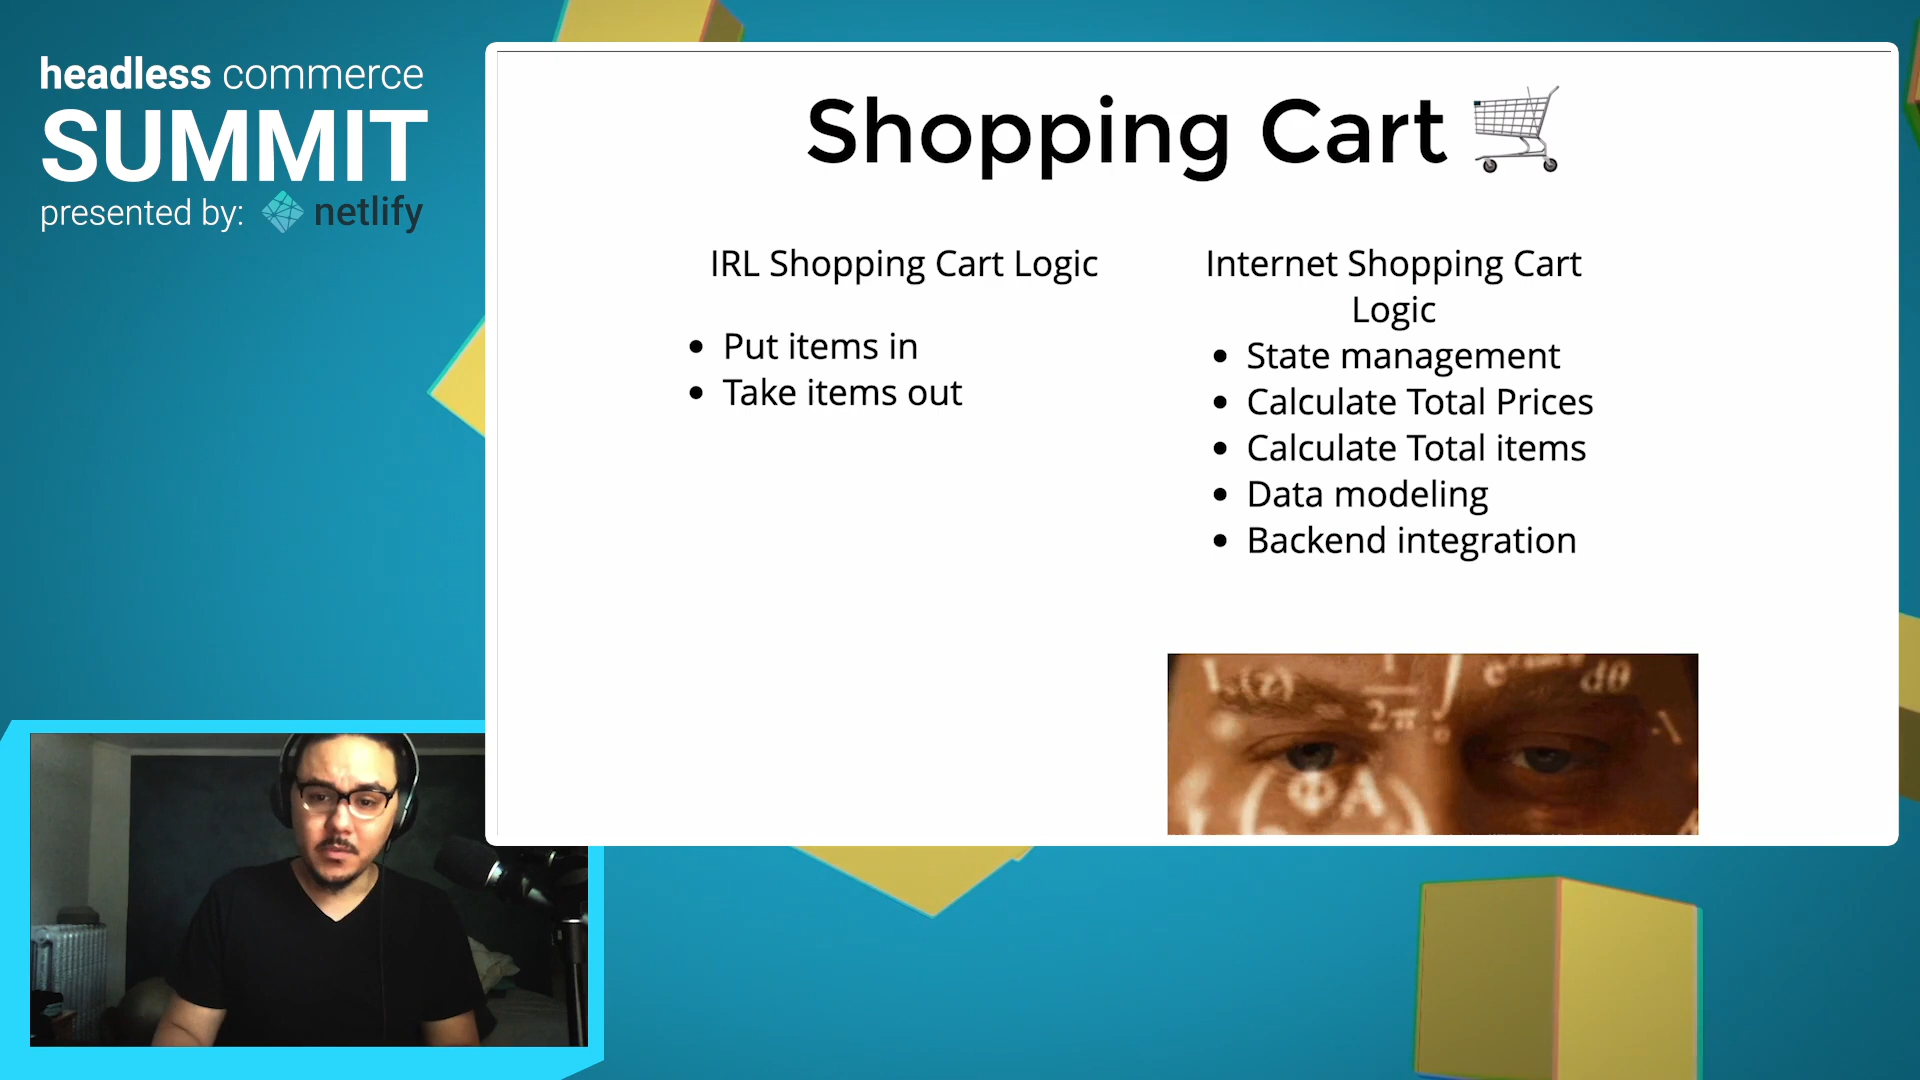 headless commerce
SUMMIT
presented by: netlify
Shopping Cart
IRL Shopping Cart Logic
Put items in
Take items out
Internet Shopping Cart
Logic
State management
Calculate Total Prices
Calculate Total items
Data modeling
Backend integration